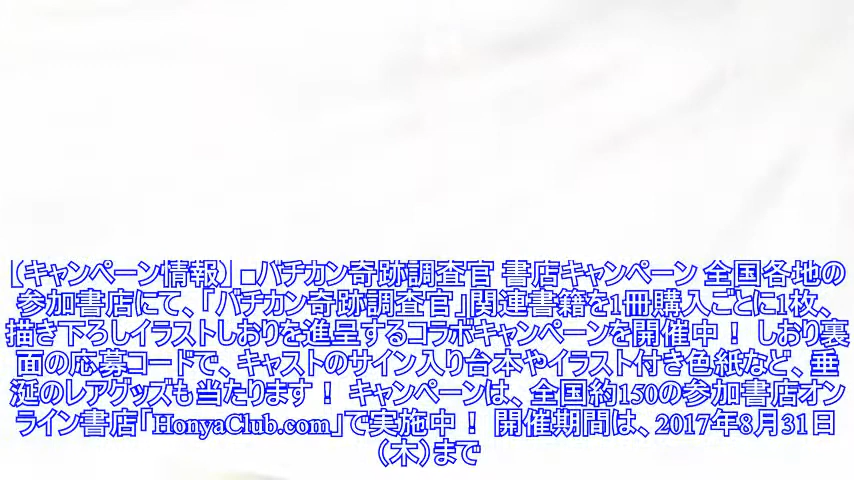 【キャンペーン情報】 ■バチカン奇跡調査官 書店キャンペーン 全国各地の
参加書店にて、「バチカン奇跡調査官」関連書籍を1冊購入ごとに1枚、
描き下ろしイラストしおりを進呈するコラボキャンペーンを開催中！ しおり裏
面の応募コードで、キャストのサイン入り台本やイラスト付き色紙など、垂
涎のレアグッズも当たります！ キャンペーンは、全国約150の参加書店オン
ライン書店「HonyaClub.com」で実施中！ 開催期間は、2017年8月31日
（木）まで